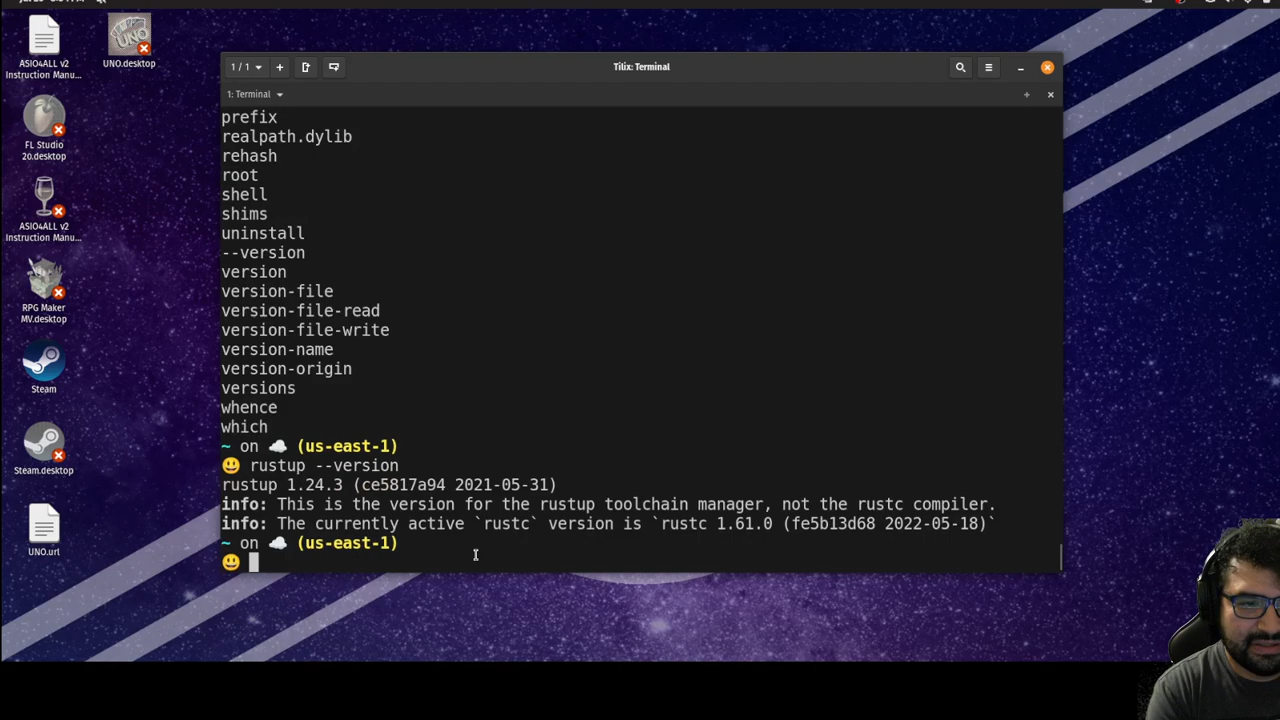 ASIO4ALL v2
Instruction Manu...
UNO
UNO.desktop
FL Studio
20.desktop
ASIO4ALL v2
Instruction Manu...
RPG Maker
MV.desktop
Steam
Steam.desktop
UNO.url
1 / 1
Tilix: Terminal
1: Terminal
prefix
realpath.dylib
rehash
root
shell
shims
uninstall
--version
version
version-file
version-file-read
version-file-write
version-name
version-origin
versions
whence
which
~ on ☁️ (us-east-1)
😃 rustup --version
rustup 1.24.3 (ce5817a94 2021-05-31)
info: This is the version for the rustup toolchain manager, not the rustc compiler.
info: The currently active `rustc` version is `rustc 1.61.0 (fe5b13d68 2022-05-18)`
~ on ☁️ (us-east-1)
😃